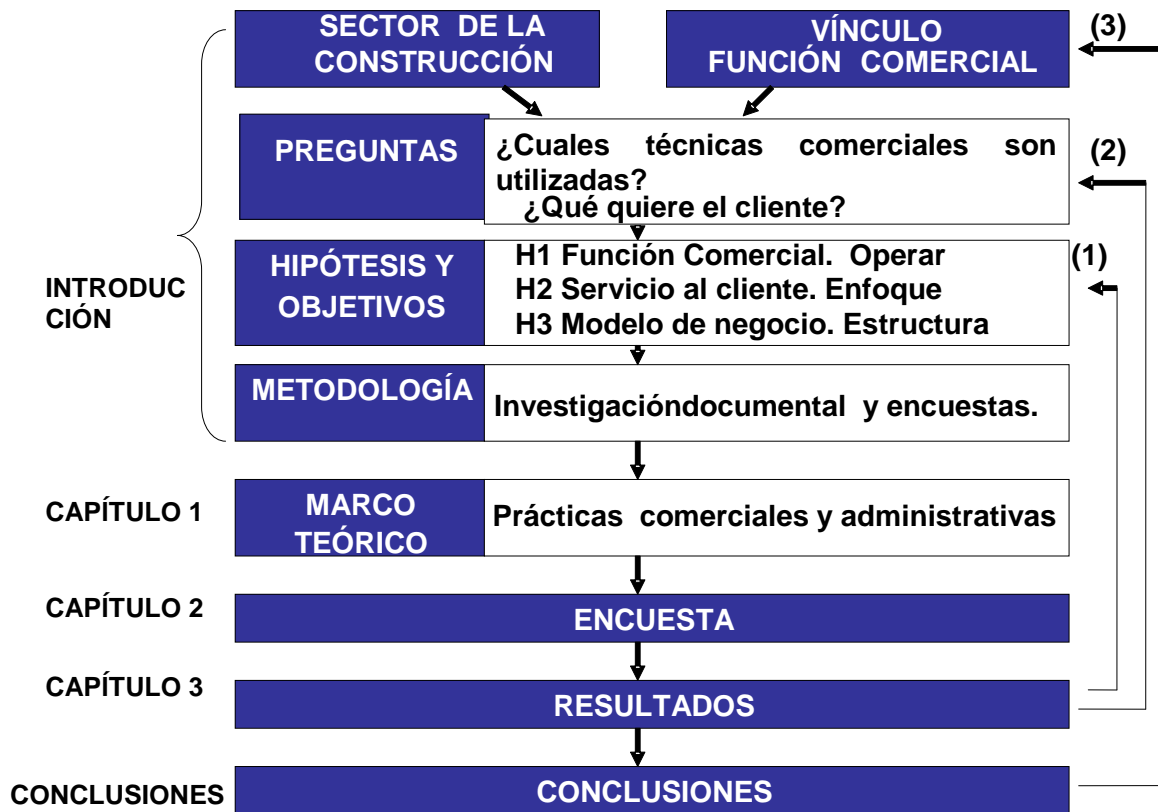 SECTOR DE LA
CONSTRUCCIÓN
VÍNCULO
FUNCIÓN COMERCIAL
(3)
PREGUNTAS
¿Cuales técnicas comerciales son
utilizadas?
¿Qué quiere el cliente?
(2)
INTRODUC
CIÓN
HIPÓTESIS Y
OBJETIVOS
H1 Función Comercial. Operar
H2 Servicio al cliente. Enfoque
H3 Modelo de negocio. Estructura
(1)
METODOLOGÍA
Investigacióndocumental y encuestas.
CAPÍTULO 1
MARCO
TEÓRICO
Prácticas comerciales y administrativas
CAPÍTULO 2
ENCUESTA
CAPÍTULO 3
RESULTADOS
CONCLUSIONES
CONCLUSIONES